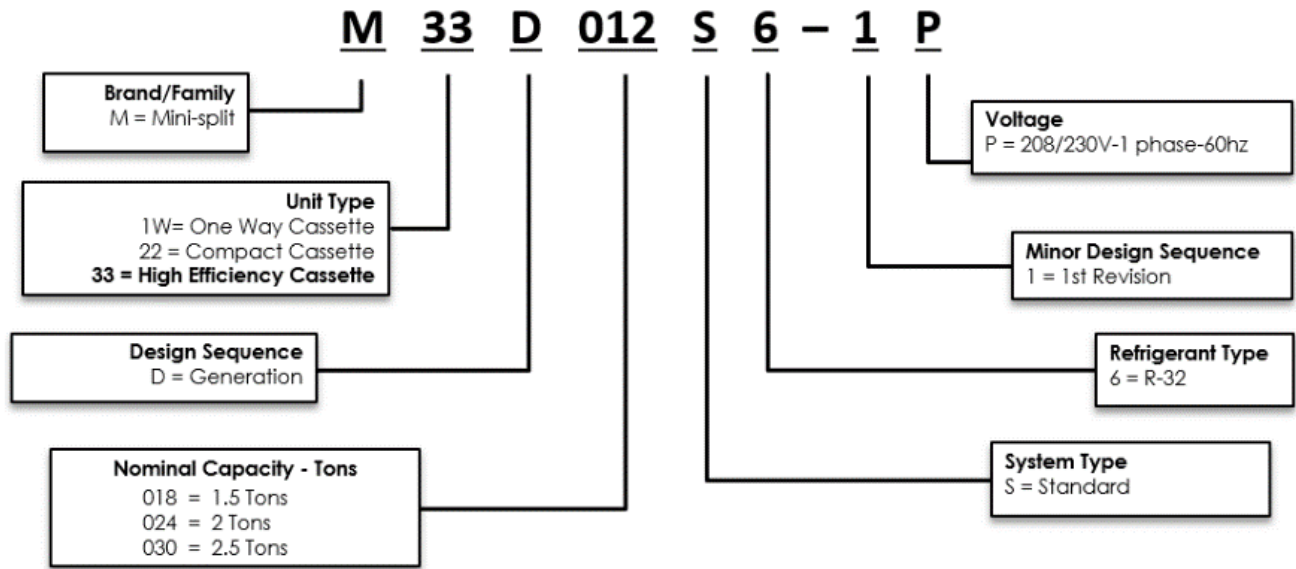 M 33 D 012 S 6 – 1 P
Brand/Family
M = Mini-split
Voltage
P = 208/230V-1 phase-60hz
Unit Type
1W= One Way Cassette
22 = Compact Cassette
33 = High Efficiency Cassette
Minor Design Sequence
1 = 1st Revision
Design Sequence
D = Generation
Refrigerant Type
6 = R-32
Nominal Capacity - Tons
018 = 1.5 Tons
024 = 2 Tons
030 = 2.5 Tons
System Type
S = Standard